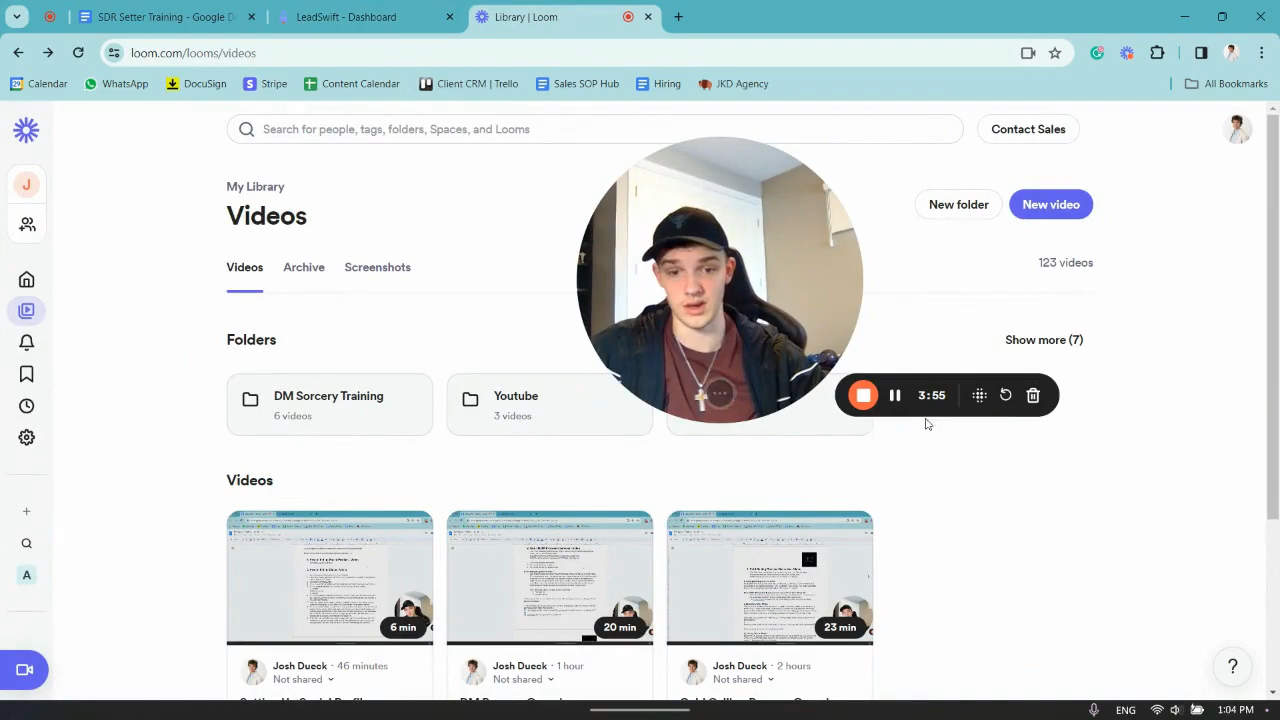 SDR Setter Training - Google D
LeadSwift - Dashboard
Library | Loom
loom.com/looms/videos
Calendar
WhatsApp
DocuSign
Stripe
Content Calendar
Client CRM | Trello
Sales SOP Hub
Hiring
JKD Agency
All Bookmarks
Search for people, tags, folders, Spaces, and Looms
Contact Sales
J
My Library
Videos
New folder
New video
Videos
Archive
Screenshots
123 videos
Folders
Show more (7)
DM Sorcery Training
6 videos
Youtube
3 videos
3:55
Videos
A
6 min
20 min
23 min
Josh Dueck · 46 minutes
Not shared
Josh Dueck · 1 hour
Not shared
Josh Dueck · 2 hours
Not shared
ENG
1:04 PM